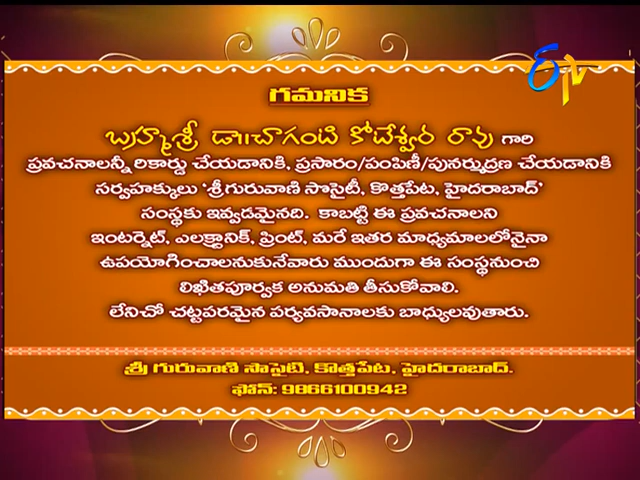 ETV
గమనిక
బ్రహ్మశ్రీ డా||చాగంటి కోటేశ్వర రావు గారి
ప్రవచనాలన్నీ రికార్డు చేయడానికి, ప్రసారం/పంపిణీ/పునర్ముద్రణ చేయడానికి
సర్వహక్కులు ‘శ్రీగురువాణి సొసైటీ, కొత్తపేట, హైదరాబాద్’
సంస్థకు ఇవ్వడమైనది. కాబట్టి ఈ ప్రవచనాలని
ఇంటర్నెట్, ఎలక్ట్రానిక్, ప్రింట్, మరే ఇతర మాధ్యమాలలోనైనా
ఉపయోగించాలనుకునేవారు ముందుగా ఈ సంస్థనుంచి
లిఖితపూర్వక అనుమతి తీసుకోవాలి.
లేనిచో చట్టపరమైన పర్యవసానాలకు బాధ్యులవుతారు.
శ్రీ గురువాణి సొసైటి, కొత్తపేట, హైదరాబాద్.
ఫోన్: 9866100942